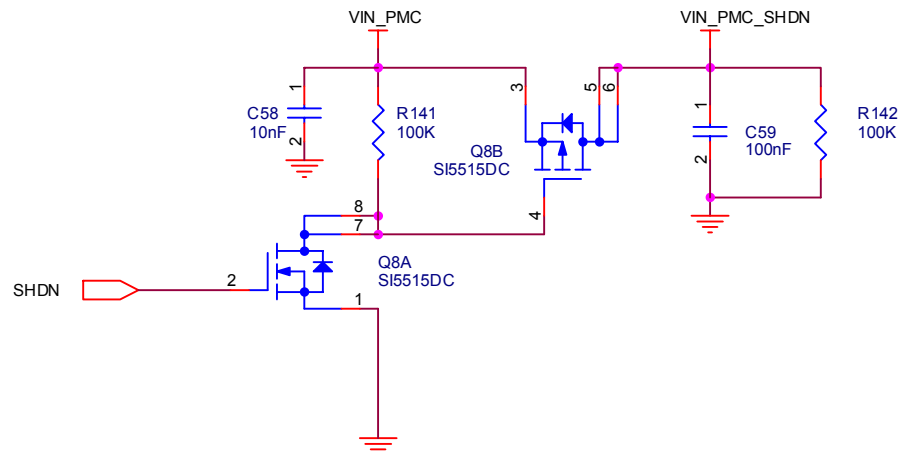 VIN_PMC
VIN_PMC_SHDN
1
C58
10nF
2
R141
100K
3
5
6
Q8B
SI5515DC
4
1
C59
100nF
2
R142
100K
8
7
Q8A
SI5515DC
SHDN
2
1